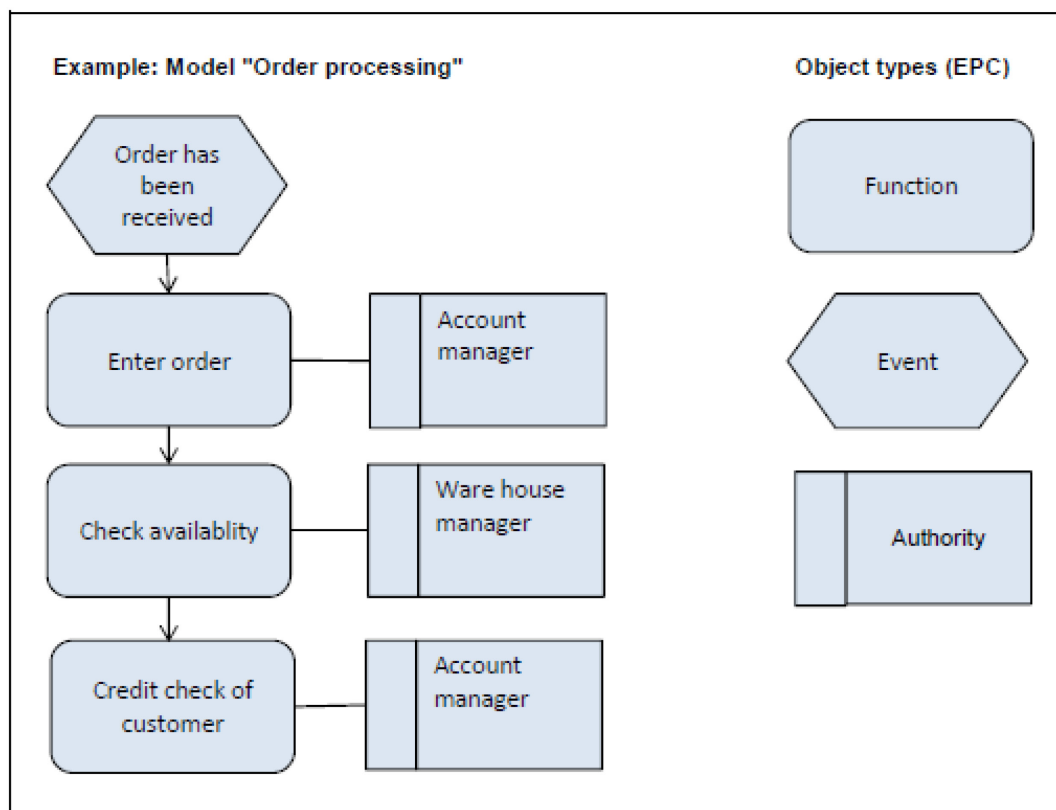 Example: Model "Order processing"
Object types (EPC)
Order has
been
received
Function
Enter order
Account
manager
Event
Check availablity
Ware house
manager
Authority
Credit check of
customer
Account
manager